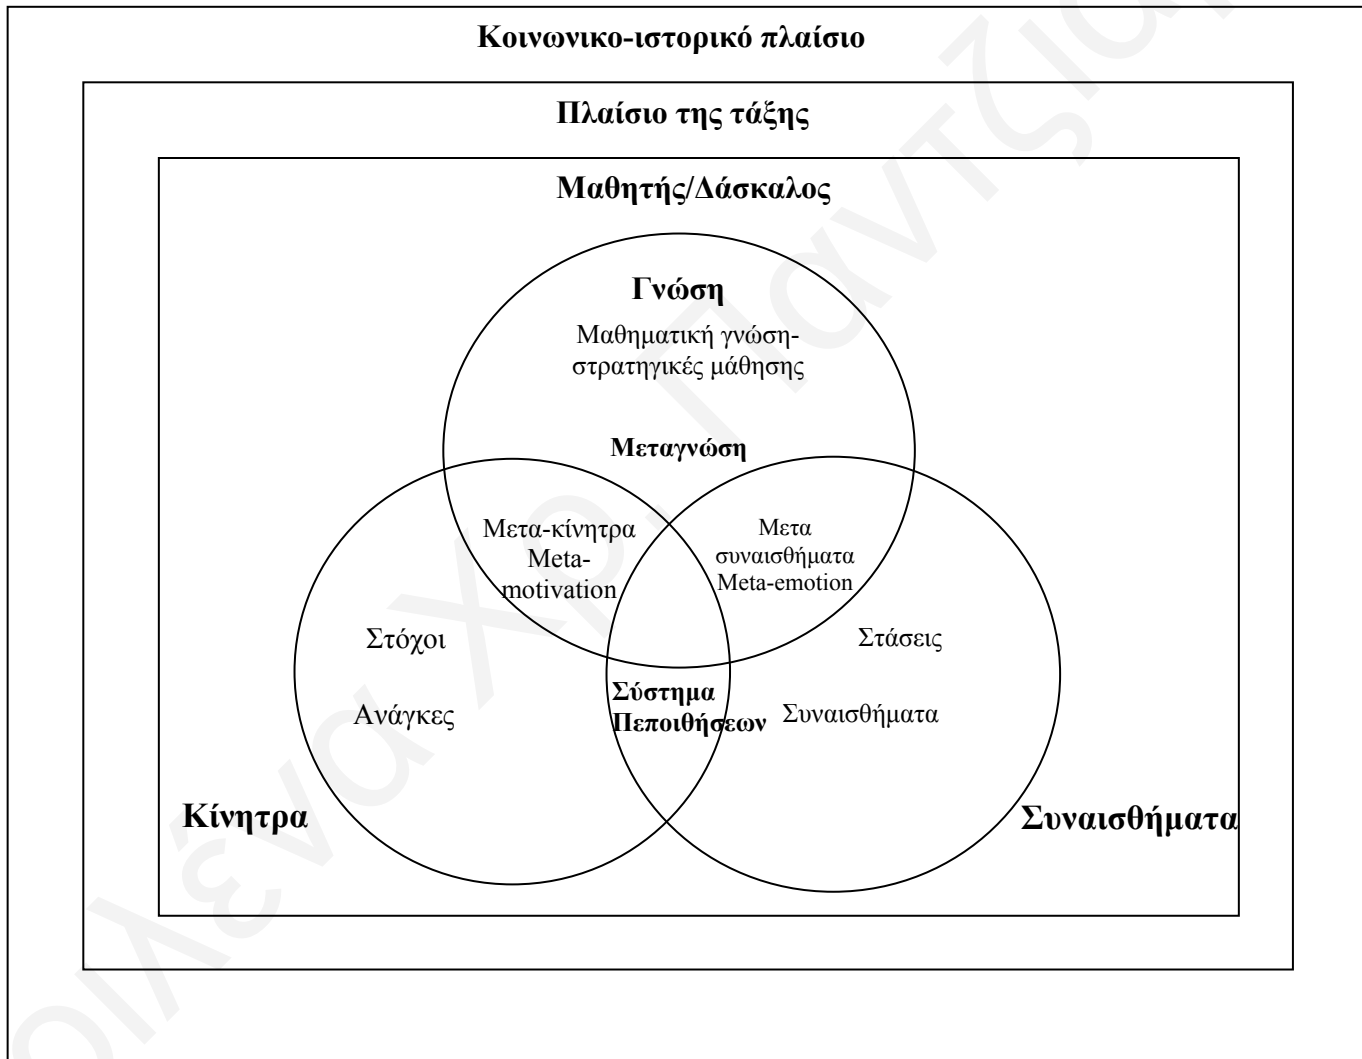 Κοινωνικο-ιστορικό πλαίσιο
Πλαίσιο της τάξης
Μαθητής/Δάσκαλος
Γνώση
Μαθηματική γνώση-
στρατηγικές μάθησης
Μεταγνώση
Μετα-κίνητρα
Meta-
motivation
Μετα
συναισθήματα
Meta-emotion
Στόχοι
Στάσεις
Σύστημα
Πεποιθήσεων
Ανάγκες
Συναισθήματα
Κίνητρα
Συναισθήματα